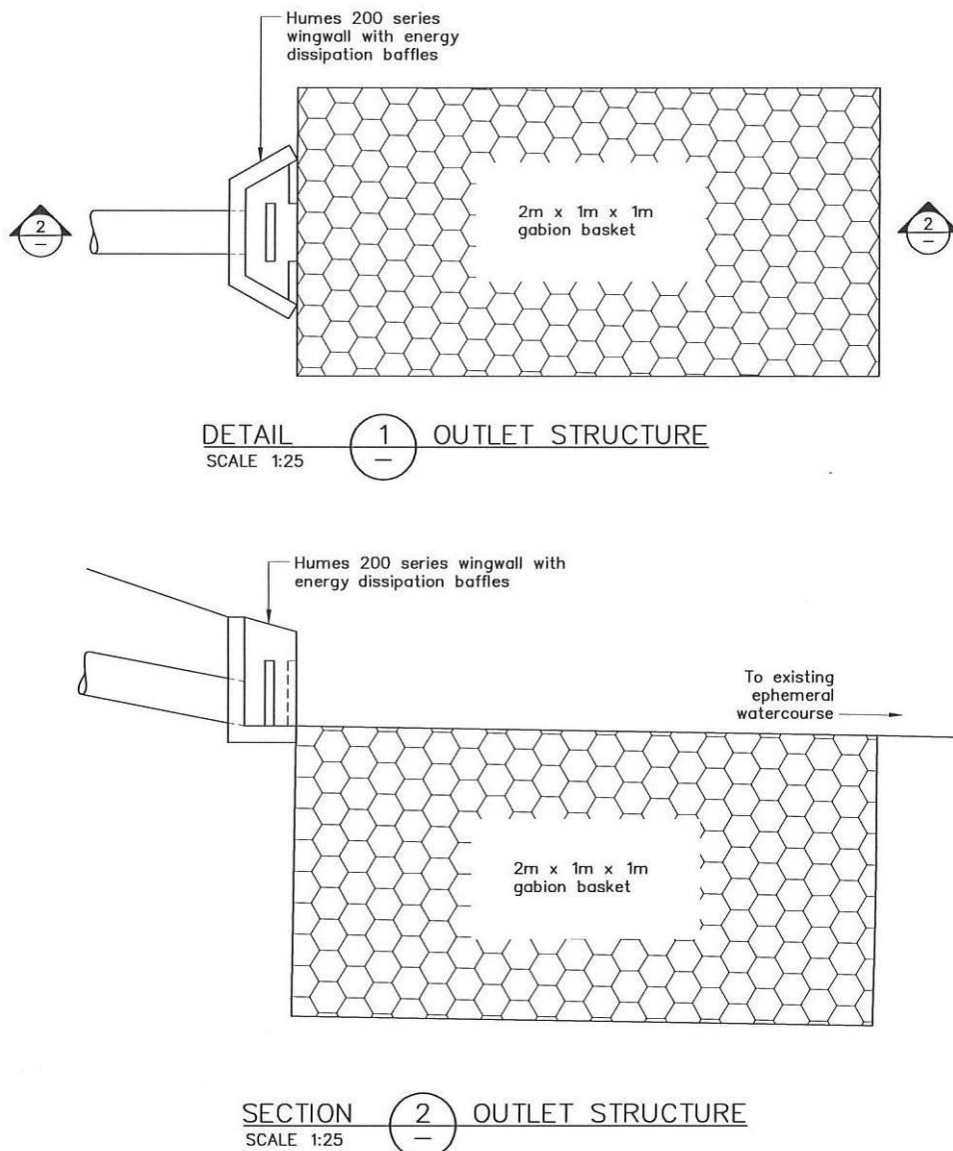 Humes 200 series
wingwall with energy
dissipation baffles
2
–
2m x 1m x 1m
gabion basket
2
–
DETAIL 1 OUTLET STRUCTURE
–
SCALE 1:25
Humes 200 series wingwall with
energy dissipation baffles
To existing
ephemeral
watercourse
2m x 1m x 1m
gabion basket
SECTION 2 OUTLET STRUCTURE
–
SCALE 1:25